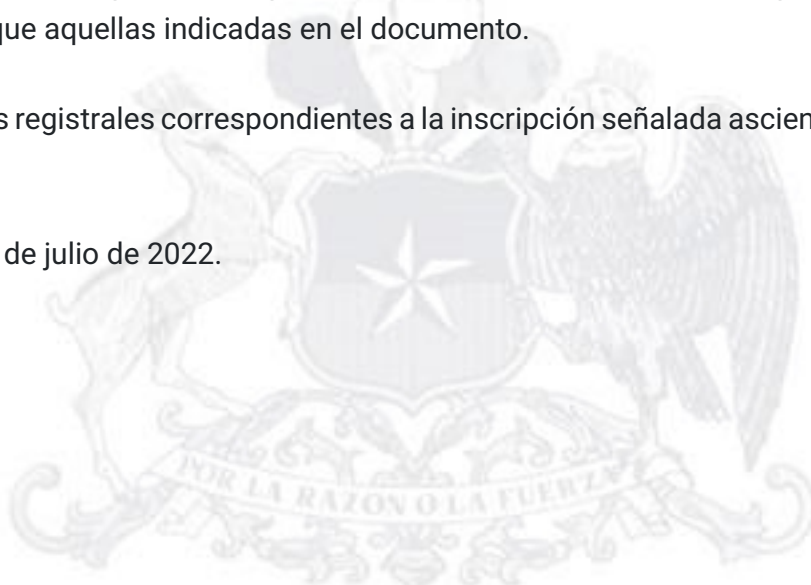 que aquellas indicadas en el documento.
s registrales correspondientes a la inscripción señalada ascien
de julio de 2022.
POR LA RAZON O LA FUERZA